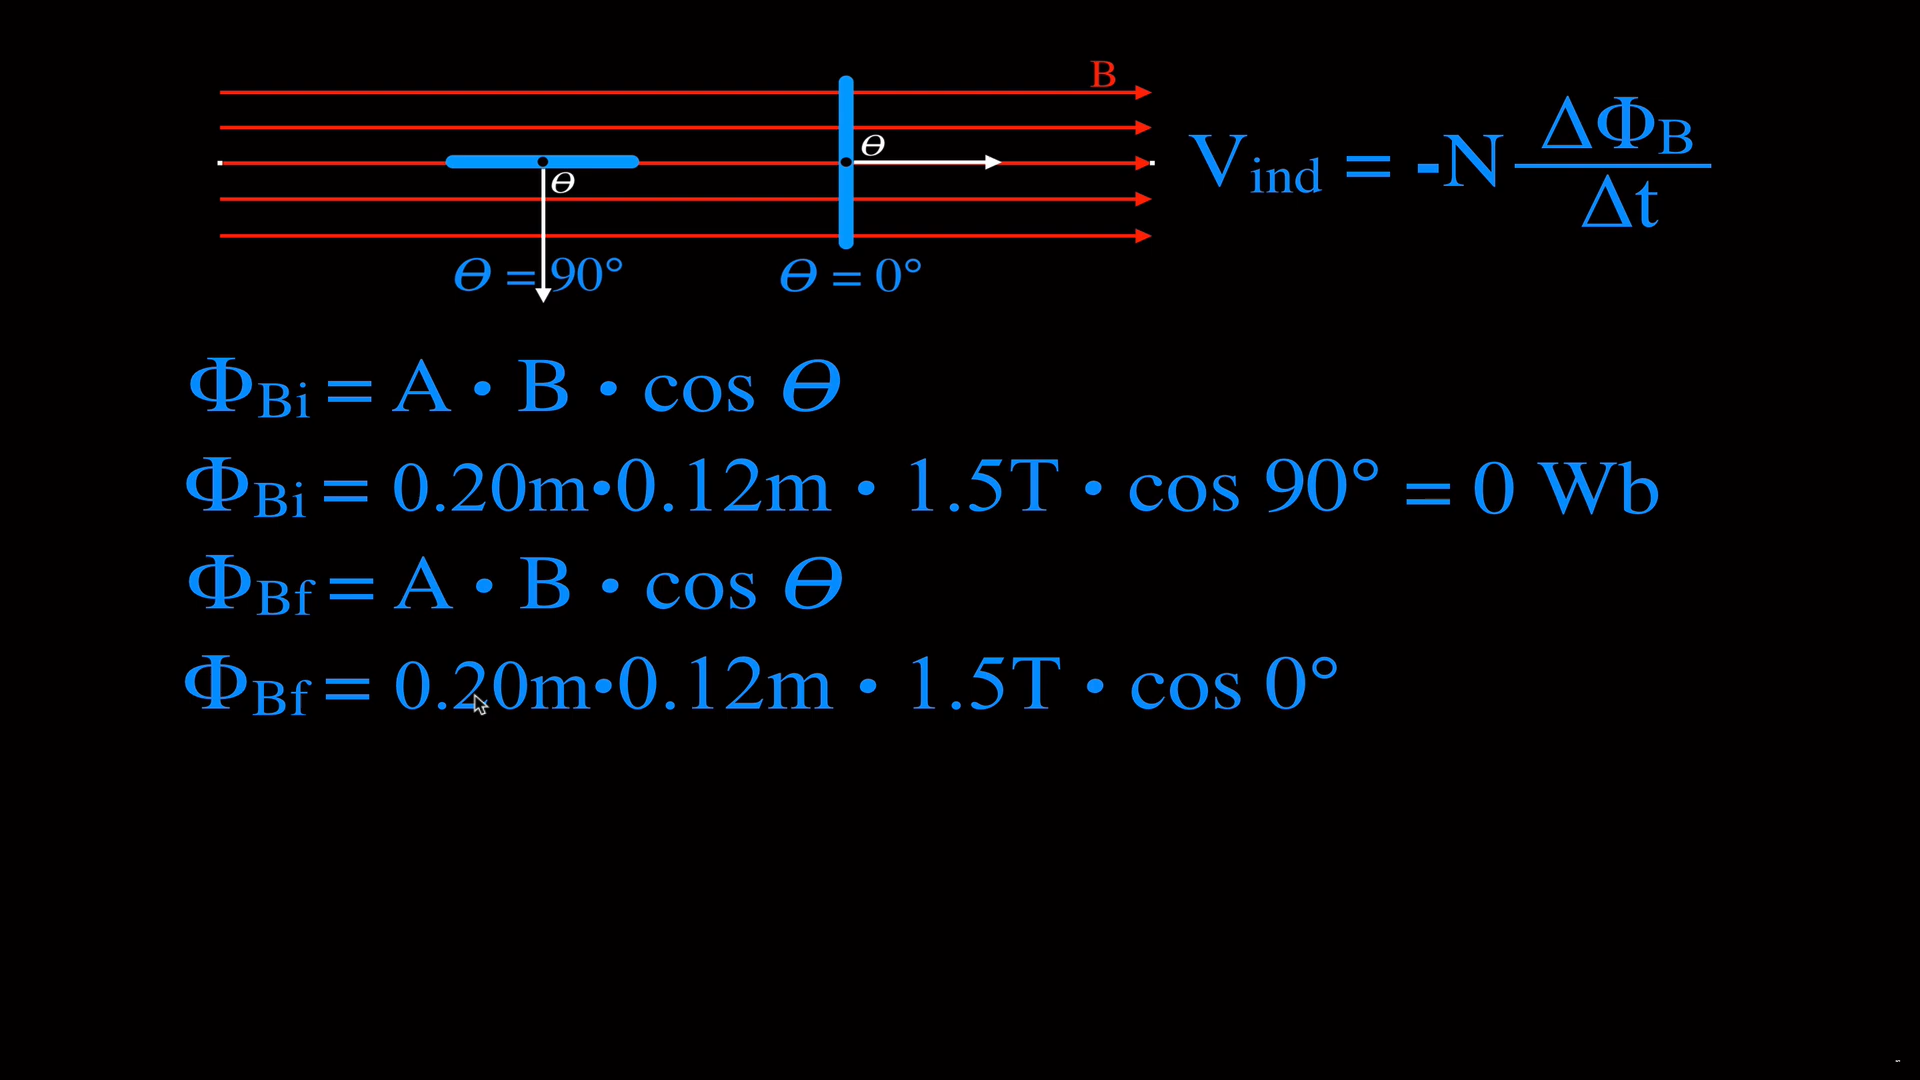 B
Vind = -N ΔΦB / Δt
ϴ
ϴ
ϴ = 90°
ϴ = 0°
ΦBi = A • B • cos ϴ
ΦBi = 0.20m•0.12m • 1.5T • cos 90° = 0 Wb
ΦBf = A • B • cos ϴ
ΦBf = 0.20m•0.12m • 1.5T • cos 0°